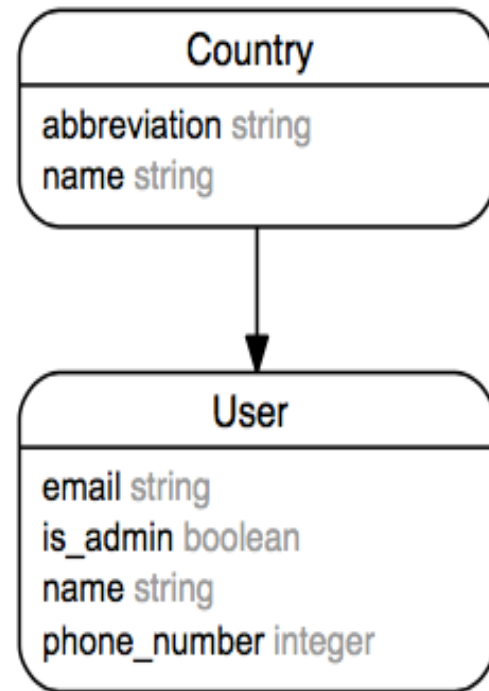 Country
abbreviation string
name string
User
email string
is_admin boolean
name string
phone_number integer